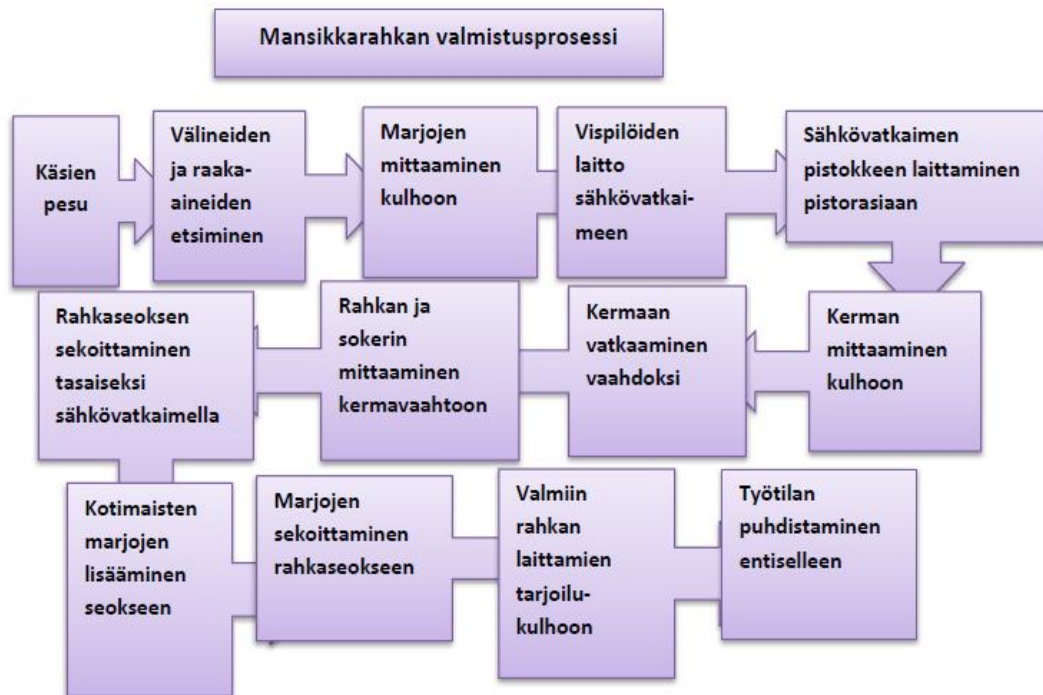 Mansikkarahkan valmistusprosessi
Käsien
pesu
Välineiden
ja raaka-
aineiden
etsiminen
Marjojen
mittaaminen
kulhoon
Vispilöiden
laitto
sähkövatkai-
meen
Sähkövatkaimen
pistokkeen laittaminen
pistorasiaan
Kerman
mittaaminen
kulhoon
Kermaan
vatkaaminen
vaahdoksi
Rahkan ja
sokerin
mittaaminen
kermavaahtoon
Rahkaseoksen
sekoittaminen
tasaiseksi
sähkövatkaimella
Kotimaisten
marjojen
lisääminen
seokseen
Marjojen
sekoittaminen
rahkaseokseen
Valmiin
rahkan
laittamien
tarjoilu-
kulhoon
Työtilan
puhdistaminen
entiselleen